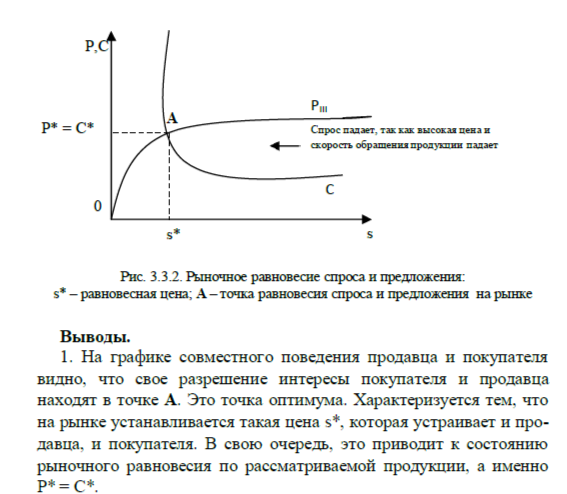 P,C
P_III
A
Спрос падает, так как высокая цена и
P* = C*
скорость обращения продукции падает
C
0
s*
s
Рис. 3.3.2. Рыночное равновесие спроса и предложения:
s* – равновесная цена; A – точка равновесия спроса и предложения на рынке
Выводы.
1. На графике совместного поведения продавца и покупателя
видно, что свое разрешение интересы покупателя и продавца
находят в точке A. Это точка оптимума. Характеризуется тем, что
на рынке устанавливается такая цена s*, которая устраивает и про-
давца, и покупателя. В свою очередь, это приводит к состоянию
рыночного равновесия по рассматриваемой продукции, а именно
P* = C*.